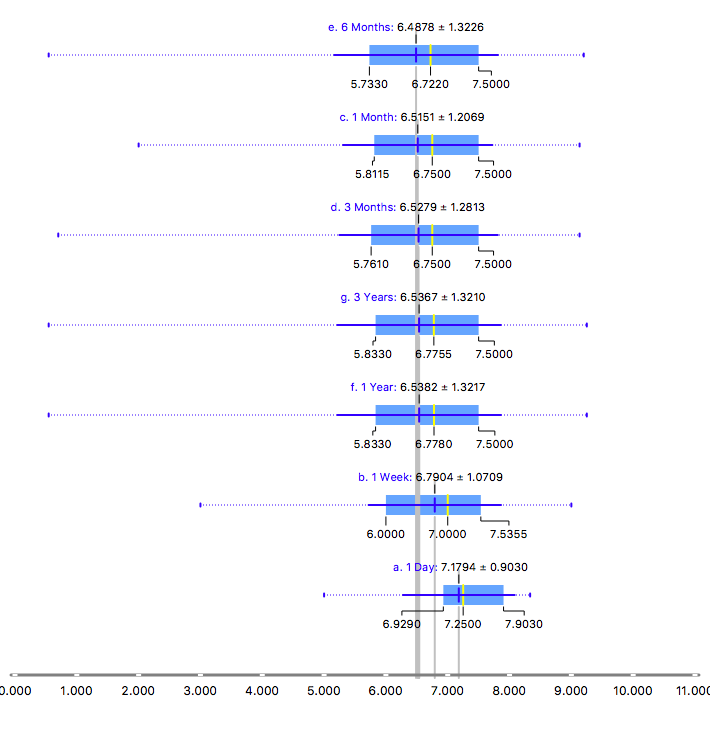 e. 6 Months: 6.4878 ± 1.3226
5.7330 6.7220 7.5000
c. 1 Month: 6.5151 ± 1.2069
5.8115 6.7500 7.5000
d. 3 Months: 6.5279 ± 1.2813
5.7610 6.7500 7.5000
g. 3 Years: 6.5367 ± 1.3210
5.8330 6.7755 7.5000
f. 1 Year: 6.5382 ± 1.3217
5.8330 6.7780 7.5000
b. 1 Week: 6.7904 ± 1.0709
6.0000 7.0000 7.5355
a. 1 Day: 7.1794 ± 0.9030
6.9290 7.2500 7.9030
0.000 1.000 2.000 3.000 4.000 5.000 6.000 7.000 8.000 9.000 10.000 11.000